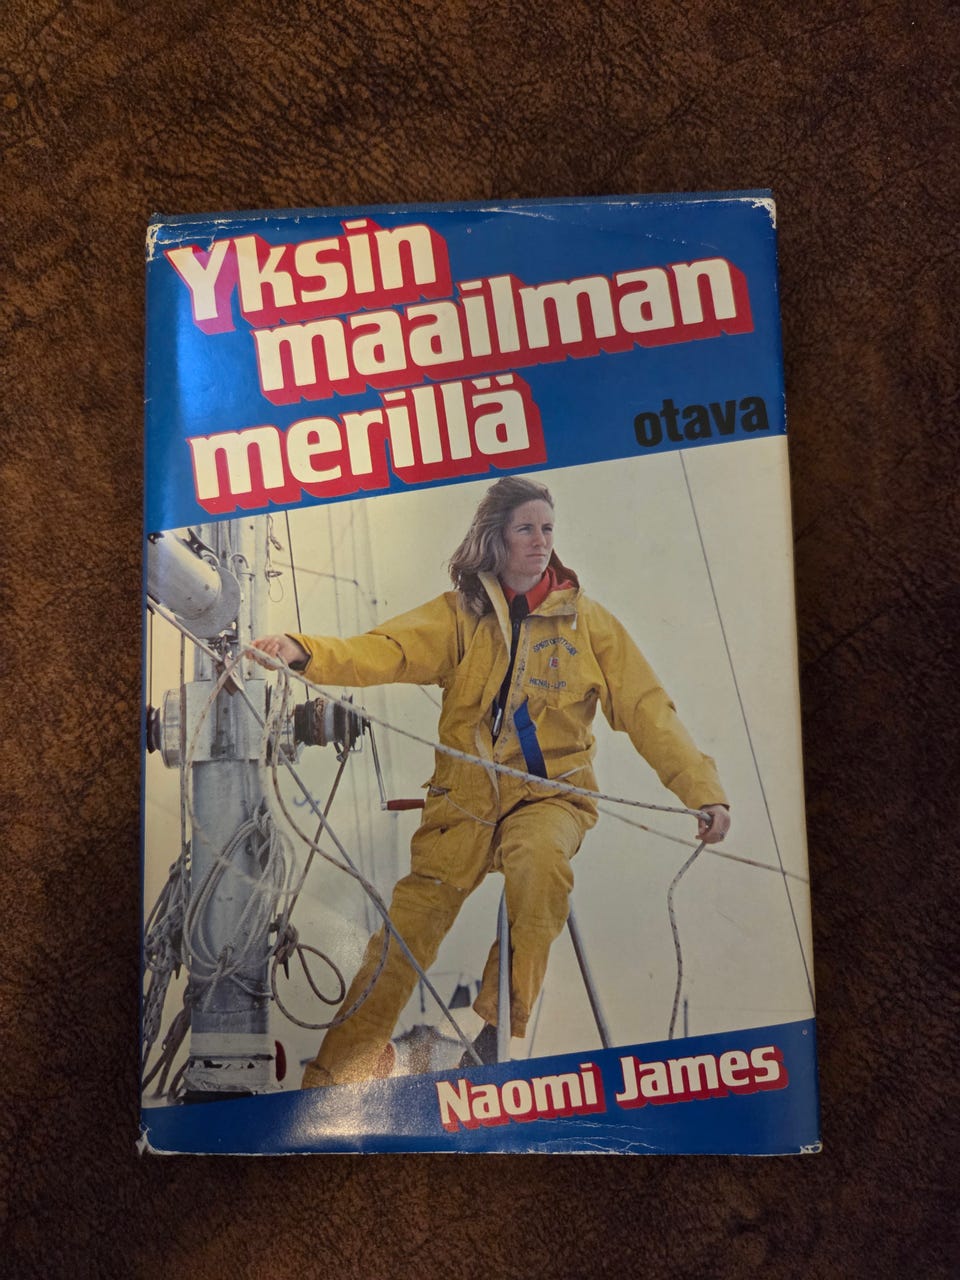 Yksin
maailman
merillä
otava
Naomi James